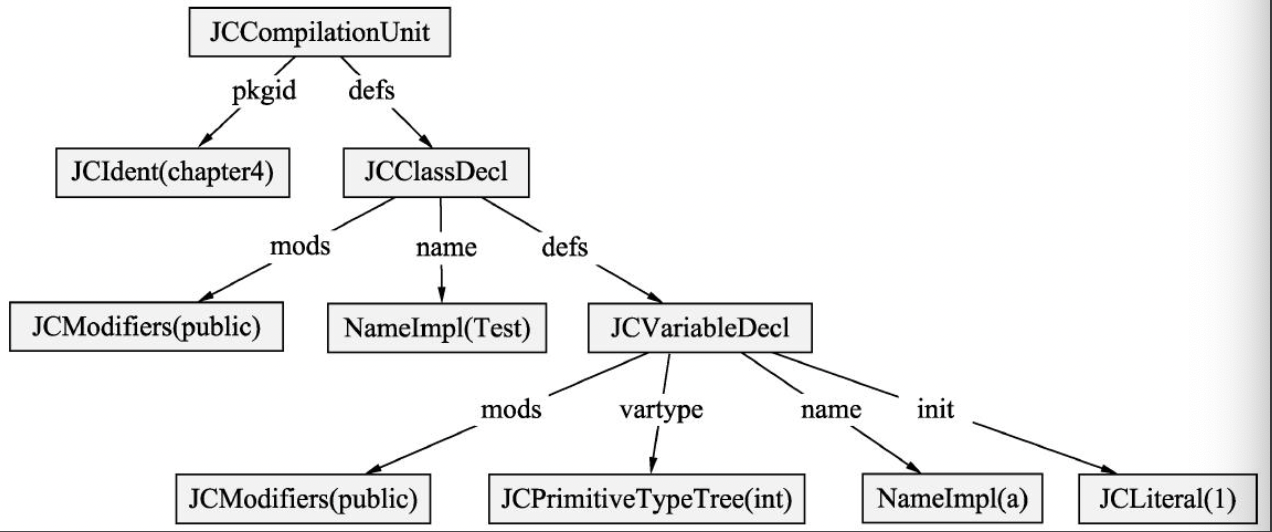 JCCompilationUnit
pkgid defs
JCIdent(chapter4) JCClassDecl
mods name defs
JCModifiers(public) NameImpl(Test) JCVariableDecl
mods vartype name init
JCModifiers(public) JCPrimitiveTypeTree(int) NameImpl(a) JCLiteral(1)